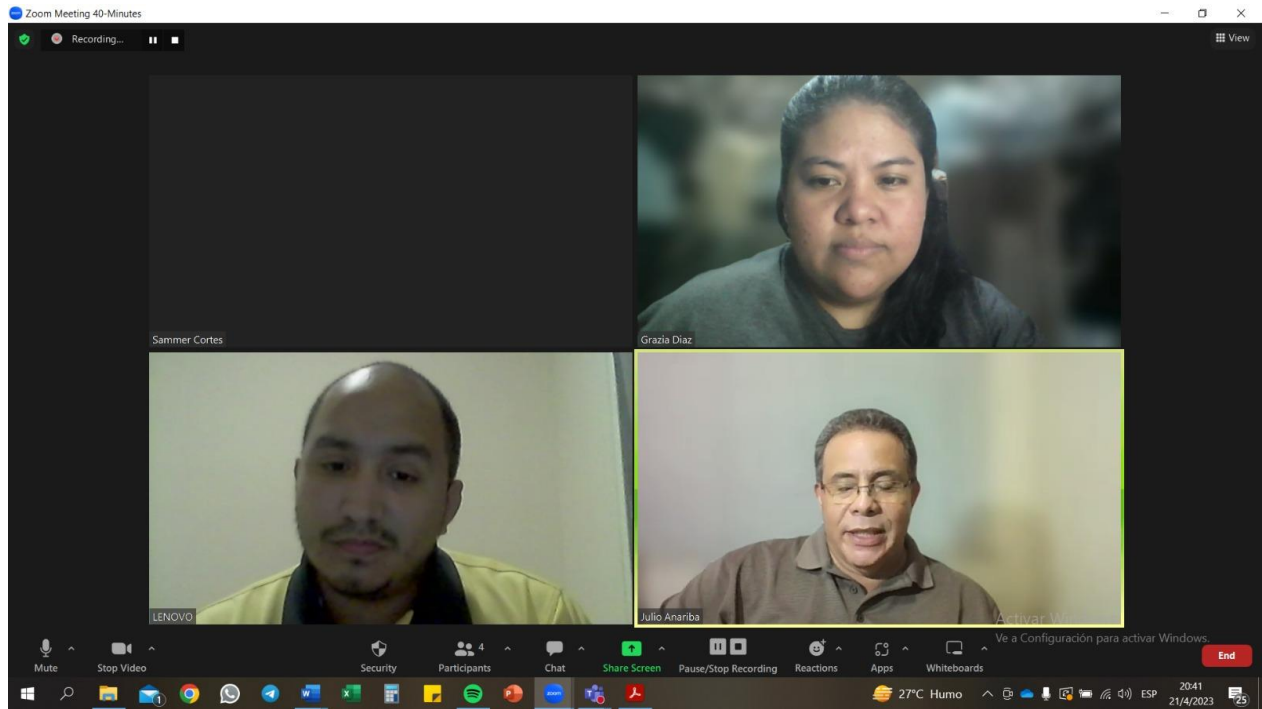 Zoom Meeting 40-Minutes
Recording...
View
Sammer Cortes
Grazia Diaz
LENOVO
Julio Anariba
Activar Windows
Ve a Configuración para activar Windows.
4
Mute
Stop Video
Security
Participants
Chat
Share Screen
Pause/Stop Recording
Reactions
Apps
Whiteboards
End
27°C Humo
ESP
20:41
21/4/2023
25